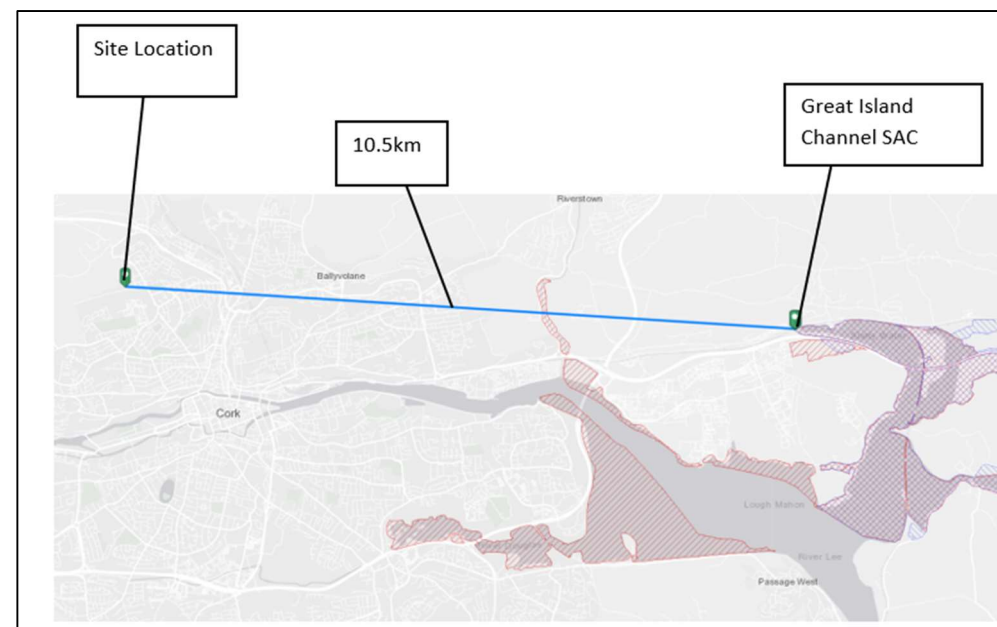 Site Location
10.5km
Great Island
Channel SAC
Riverstown
Ballyvolane
Cork
Lough Mahon
River Lee
Passage West